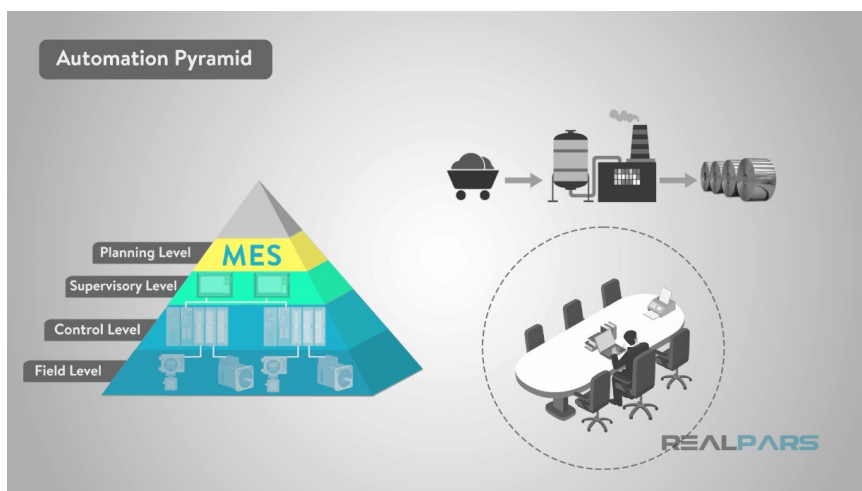 Automation Pyramid
Planning Level
MES
Supervisory Level
Control Level
Field Level
REALPARS